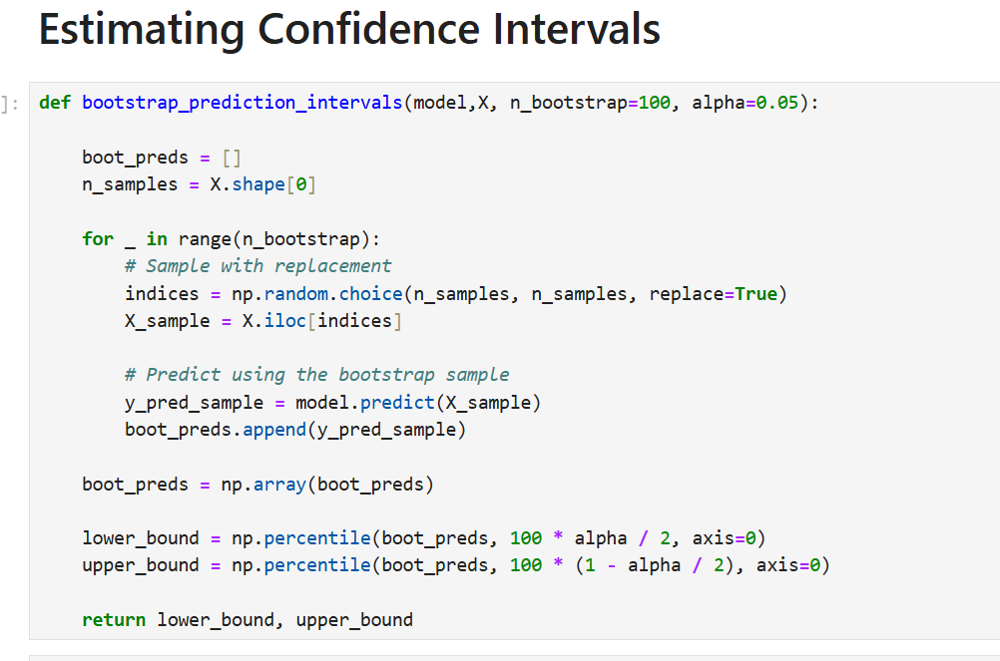 Estimating Confidence Intervals
]: def bootstrap_prediction_intervals(model,X, n_bootstrap=100, alpha=0.05):
boot_preds = []
n_samples = X.shape[0]
for _ in range(n_bootstrap):
# Sample with replacement
indices = np.random.choice(n_samples, n_samples, replace=True)
X_sample = X.iloc[indices]
# Predict using the bootstrap sample
y_pred_sample = model.predict(X_sample)
boot_preds.append(y_pred_sample)
boot_preds = np.array(boot_preds)
lower_bound = np.percentile(boot_preds, 100 * alpha / 2, axis=0)
upper_bound = np.percentile(boot_preds, 100 * (1 - alpha / 2), axis=0)
return lower_bound, upper_bound